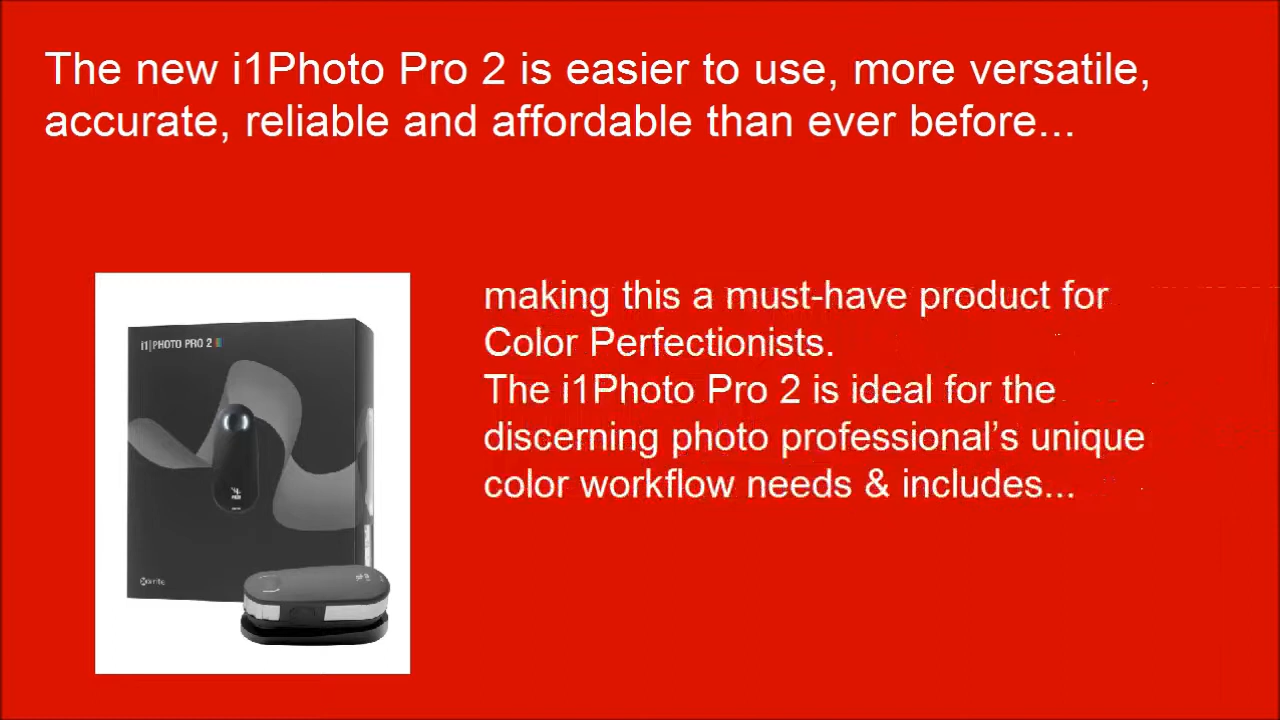 The new i1Photo Pro 2 is easier to use, more versatile,
accurate, reliable and affordable than ever before...
making this a must-have product for
Color Perfectionists.
The i1Photo Pro 2 is ideal for the
discerning photo professional’s unique
color workflow needs & includes...
i1|PHOTO PRO 2
x-rite